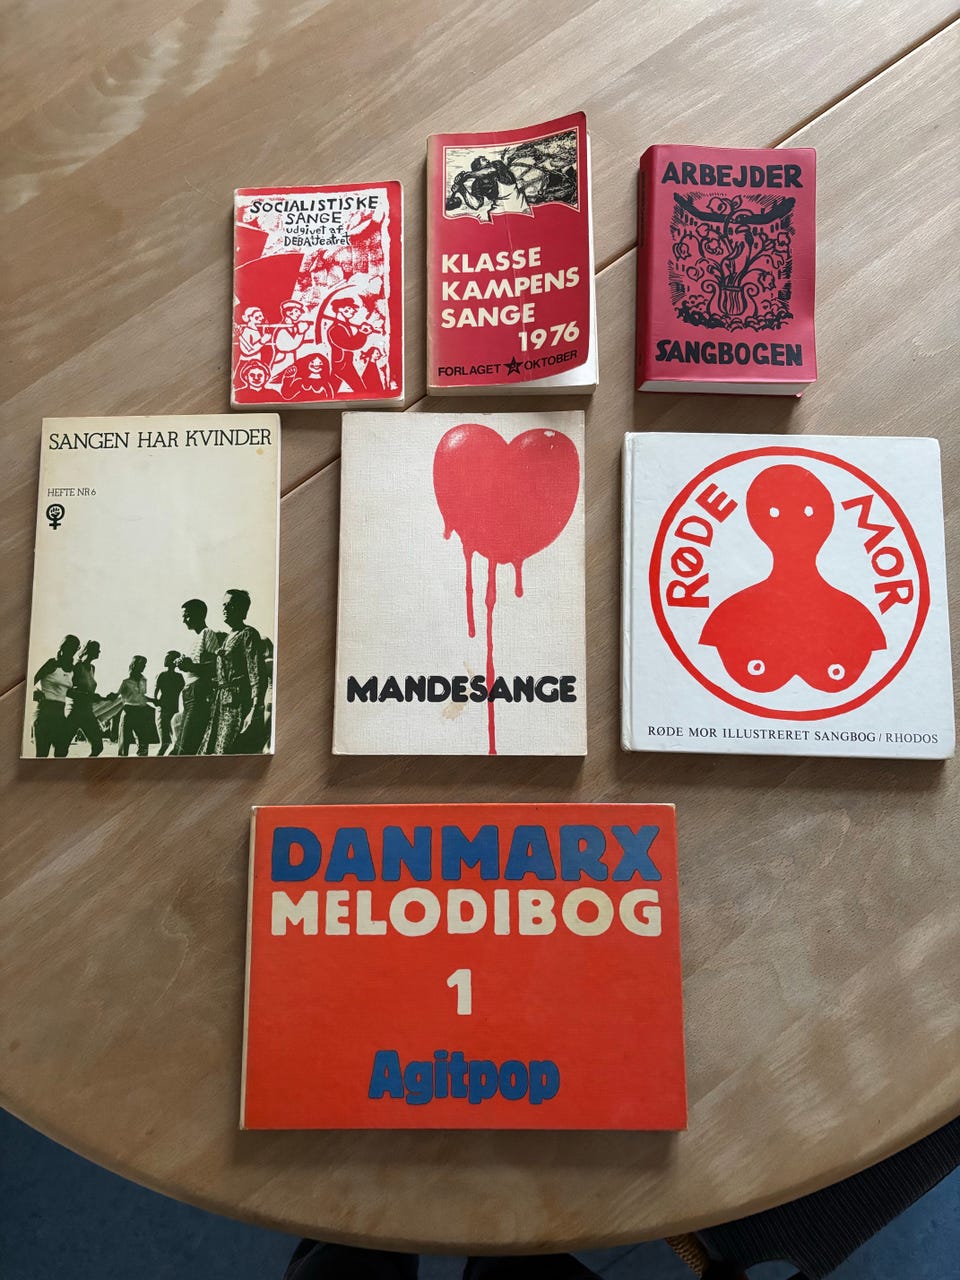 SOCIALISTISKE
SANGE
udgivet af
DEBATteatret
KLASSE
KAMPENS
SANGE
1976
FORLAGET OKTOBER
ARBEJDER
SANGBOGEN
SANGEN HAR KVINDER
HEFTE NR 6
MANDESANGE
RØDE MOR
RØDE MOR ILLUSTRERET SANGBOG / RHODOS
DANMARX
MELODIBOG
1
Agitpop